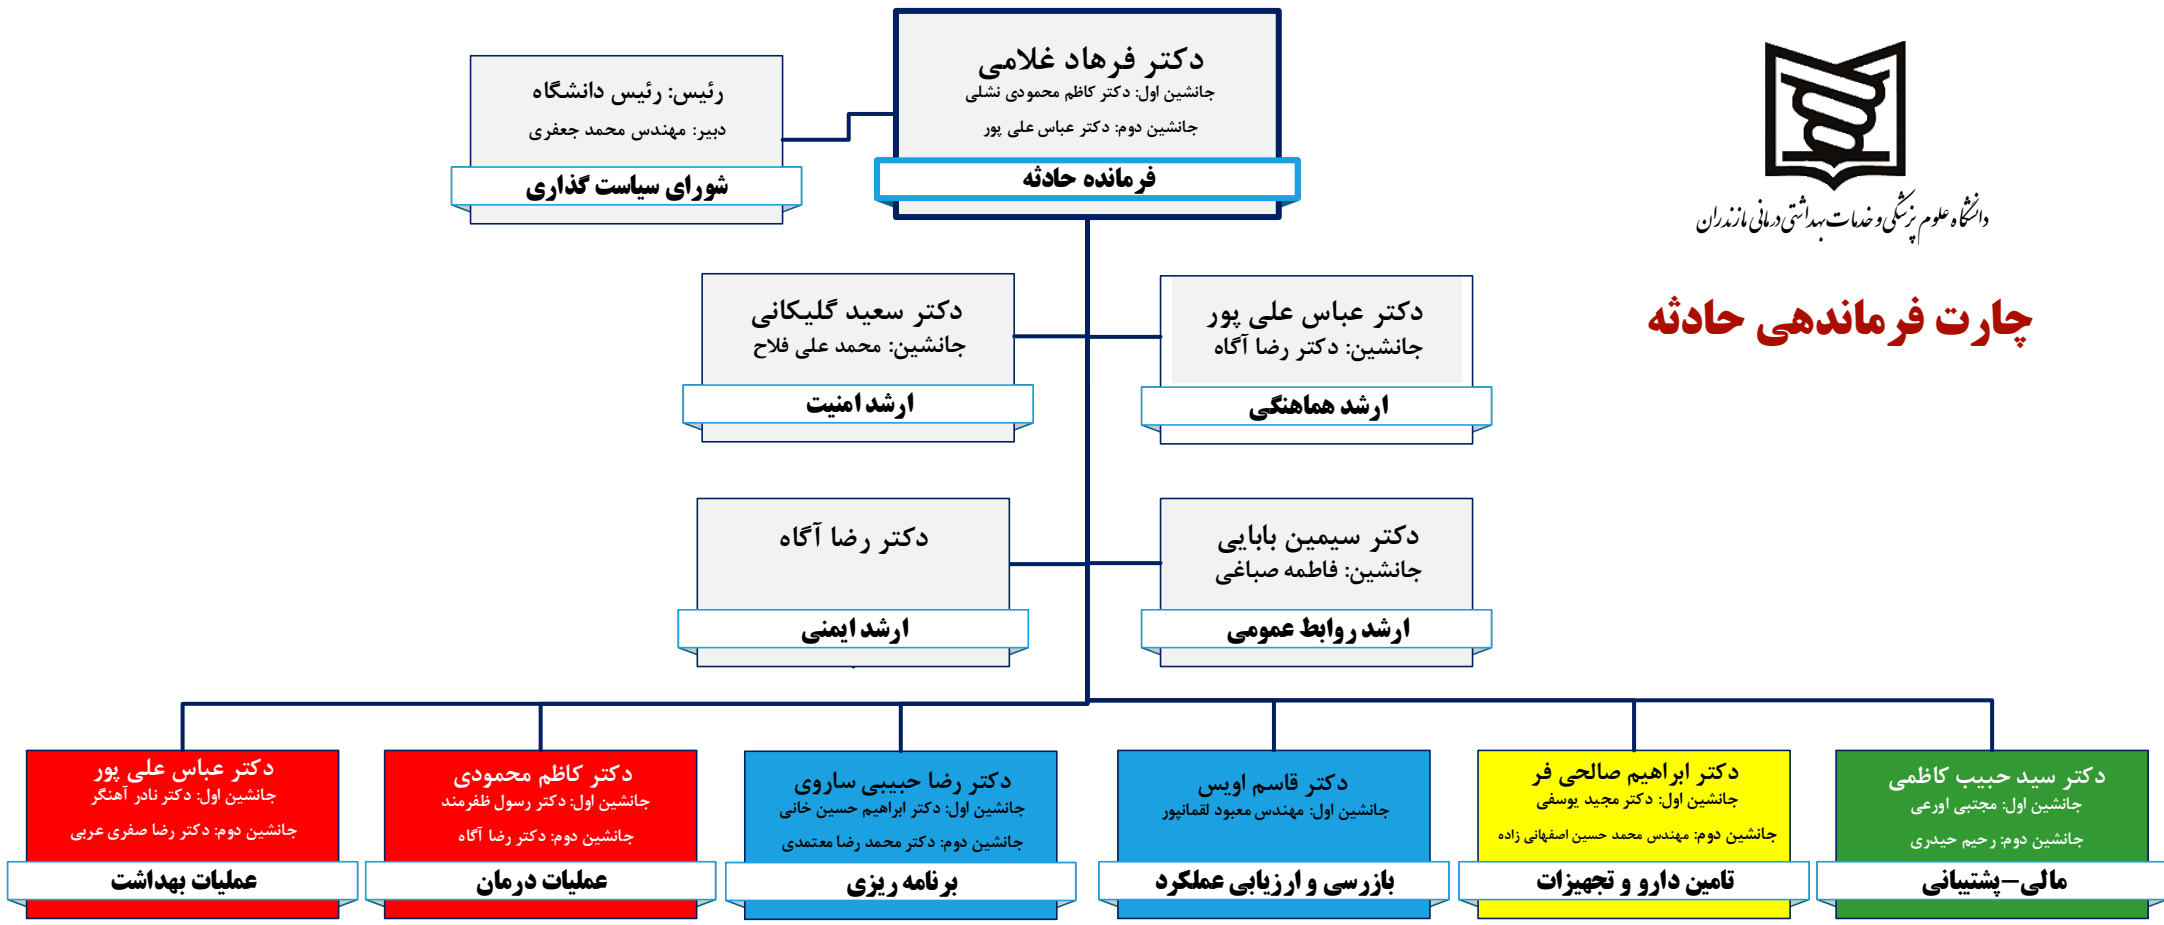 دانشگاه علوم پزشکی و خدمات بهداشتی درمانی مازندران
چارت فرماندهی حادثه
دکتر فرهاد غلامی
جانشین اول: دکتر کاظم محمودی نشلی
جانشین دوم: دکتر عباس علی پور
فرمانده حادثه
رئیس: رئیس دانشگاه
دبیر: مهندس محمد جعفری
شورای سیاست گذاری
دکتر عباس علی پور
جانشین: دکتر رضا آگاه
ارشد هماهنگی
دکتر سعید گلیکانی
جانشین: محمد علی فلاح
ارشد امنیت
دکتر سیمین بابایی
جانشین: فاطمه صباغی
ارشد روابط عمومی
دکتر رضا آگاه
ارشد ایمنی
دکتر سید حبیب کاظمی
جانشین اول: مجتبی اورعی
جانشین دوم: رحیم حیدری
مالی-پشتیبانی
دکتر ابراهیم صالحی فر
جانشین اول: دکتر مجید یوسفی
جانشین دوم: مهندس محمد حسین اصفهانی زاده
تامین دارو و تجهیزات
دکتر قاسم اویس
جانشین اول: مهندس معبود لقمانپور
بازرسی و ارزیابی عملکرد
دکتر رضا حبیبی ساروی
جانشین اول: دکتر ابراهیم حسین خانی
جانشین دوم: دکتر محمد رضا معتمدی
برنامه ریزی
دکتر کاظم محمودی
جانشین اول: دکتر رسول ظفرمند
جانشین دوم: دکتر رضا آگاه
عملیات درمان
دکتر عباس علی پور
جانشین اول: دکتر نادر آهنگر
جانشین دوم: دکتر رضا صفری عربی
عملیات بهداشت